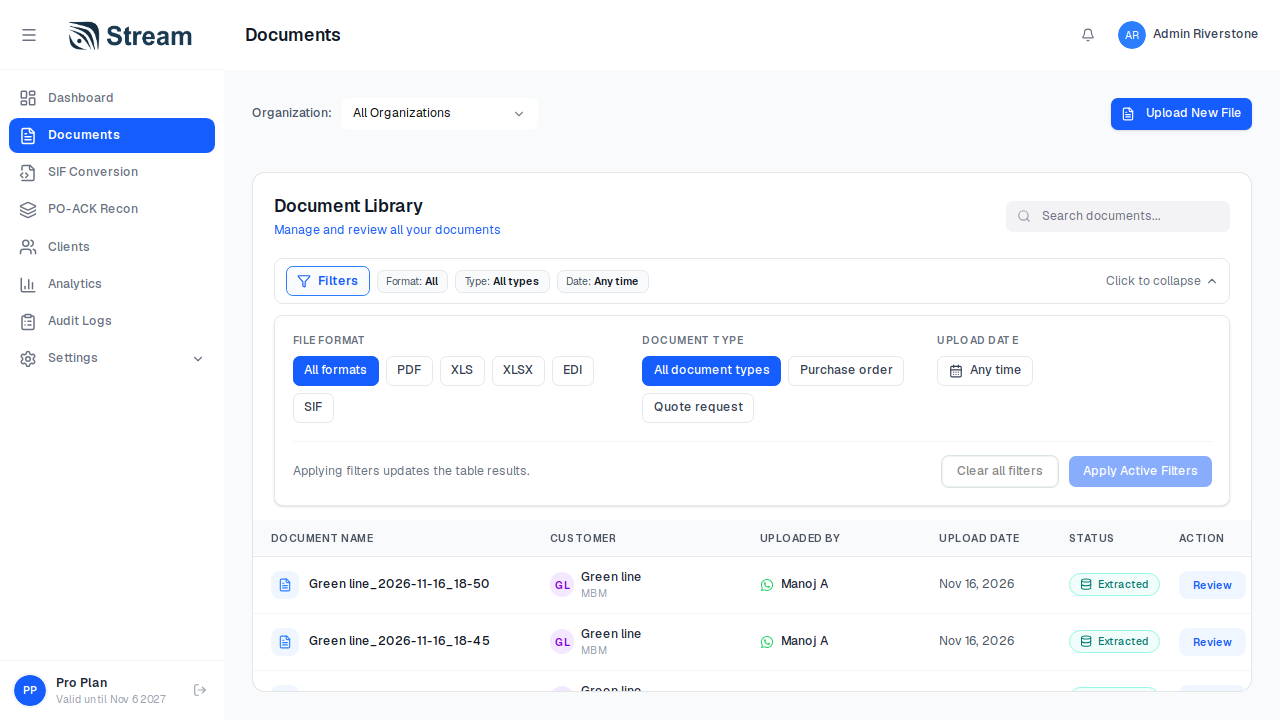 Stream
Documents
AR Admin Riverstone
Dashboard
Documents
SIF Conversion
PO-ACK Recon
Clients
Analytics
Audit Logs
Settings
Organization: All Organizations
Upload New File
Document Library
Manage and review all your documents
Search documents...
Filters Format: All Type: All types Date: Any time Click to collapse
FILE FORMAT
All formats PDF XLS XLSX EDI
SIF
DOCUMENT TYPE
All document types Purchase order
Quote request
UPLOAD DATE
Any time
Applying filters updates the table results.
Clear all filters Apply Active Filters
DOCUMENT NAME CUSTOMER UPLOADED BY UPLOAD DATE STATUS ACTION
Green line_2026-11-16_18-50 GL Green line Manoj A Nov 16, 2026 Extracted Review
MBM
Green line_2026-11-16_18-45 GL Green line Manoj A Nov 16, 2026 Extracted Review
MBM
Green line
PP Pro Plan
Valid until Nov 6 2027